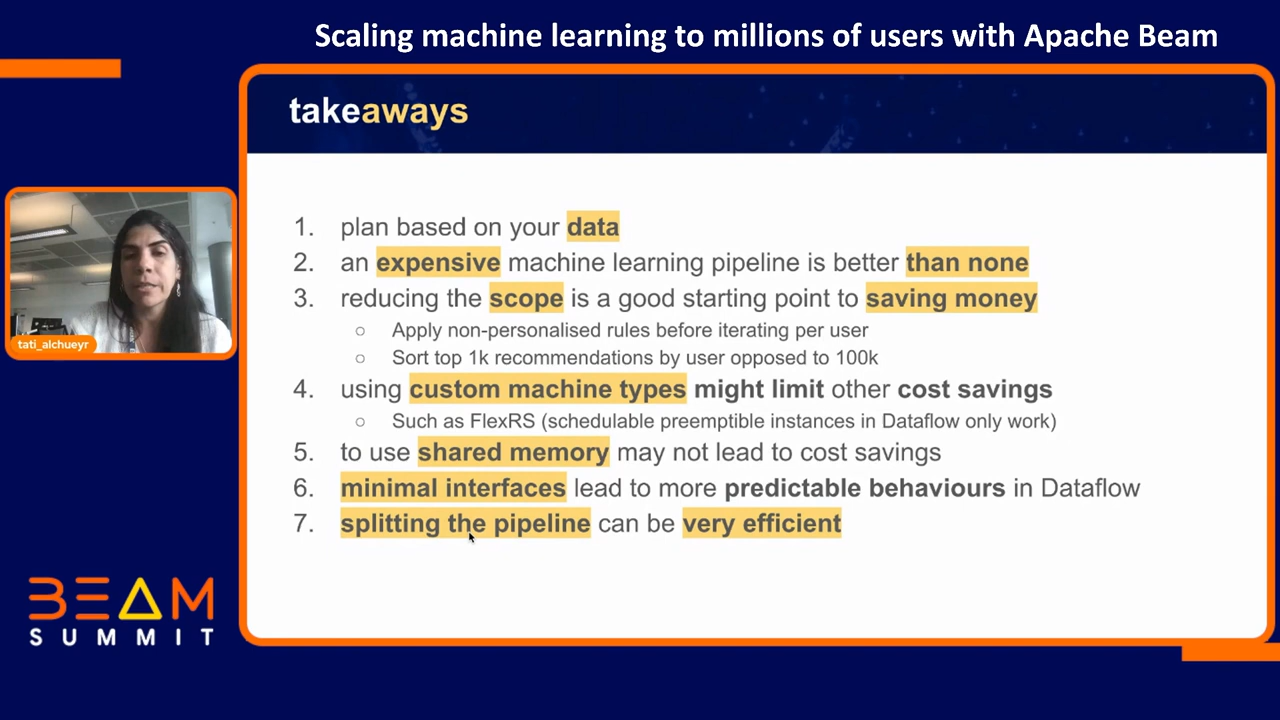 Scaling machine learning to millions of users with Apache Beam
takeaways
1. plan based on your data
2. an expensive machine learning pipeline is better than none
3. reducing the scope is a good starting point to saving money
○ Apply non-personalised rules before iterating per user
○ Sort top 1k recommendations by user opposed to 100k
4. using custom machine types might limit other cost savings
○ Such as FlexRS (schedulable preemptible instances in Dataflow only work)
5. to use shared memory may not lead to cost savings
6. minimal interfaces lead to more predictable behaviours in Dataflow
7. splitting the pipeline can be very efficient
tati_alchueyr
BEAM
SUMMIT